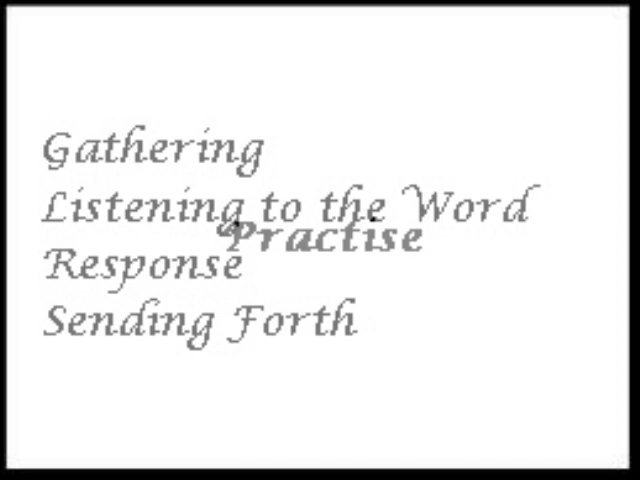 Gathering
Listening to the Word
Practise
Response
Sending Forth